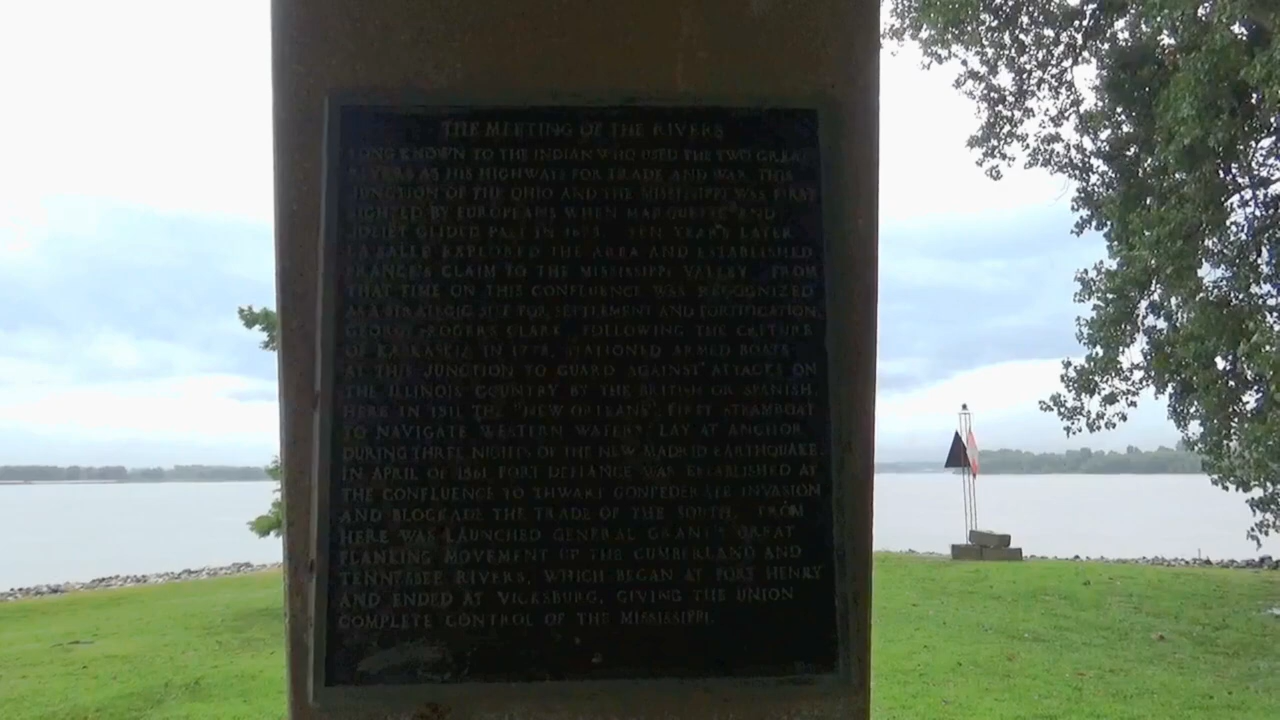 THE MEETING OF THE RIVERS
LONG KNOWN TO THE INDIAN WHO USED THE TWO GREAT
RIVERS AS HIS HIGHWAYS FOR TRADE AND WAR, THIS
JUNCTION OF THE OHIO AND THE MISSISSIPPI WAS FIRST
SIGHTED BY EUROPEANS WHEN MARQUETTE AND
JOLIET GLIDED PAST IN 1673. TEN YEARS LATER
LA SALLE EXPLORED THE AREA AND ESTABLISHED
FRANCE'S CLAIM TO THE MISSISSIPPI VALLEY. FROM
THAT TIME ON THIS CONFLUENCE WAS RECOGNIZED
AS A STRATEGIC SITE FOR SETTLEMENT AND FORTIFICATION.
GEORGE ROGERS CLARK, FOLLOWING THE CAPTURE
OF KASKASKIA IN 1778, STATIONED ARMED BOATS
AT THIS JUNCTION TO GUARD AGAINST ATTACKS ON
THE ILLINOIS COUNTRY BY THE BRITISH OR SPANISH.
HERE IN 1811 THE "NEW ORLEANS", FIRST STEAMBOAT
TO NAVIGATE WESTERN WATERS LAY AT ANCHOR
DURING THREE NIGHTS OF THE NEW MADRID EARTHQUAKE.
IN APRIL OF 1861 FORT DEFIANCE WAS ESTABLISHED AT
THE CONFLUENCE TO THWART CONFEDERATE INVASION
AND BLOCKADE THE TRADE OF THE SOUTH. FROM
HERE WAS LAUNCHED GENERAL GRANT'S GREAT
FLANKING MOVEMENT UP THE CUMBERLAND AND
TENNESSEE RIVERS, WHICH BEGAN AT FORT HENRY
AND ENDED AT VICKSBURG, GIVING THE UNION
COMPLETE CONTROL OF THE MISSISSIPPI.